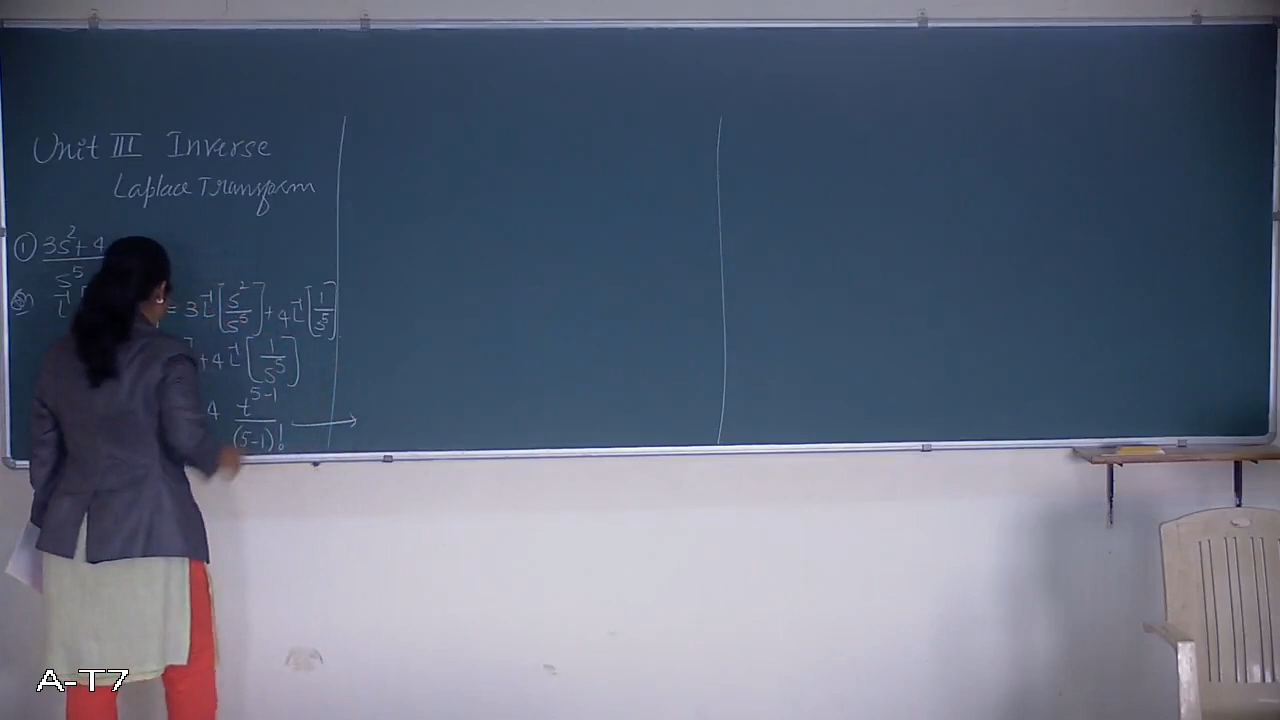 Unit III Inverse
Laplace Transform
① 3s²+4
s⁵
= 3L⁻¹[s²/s⁵] + 4L⁻¹[1/s⁵]
+4L⁻¹[1/s⁵]
4 t⁵⁻¹/(5-1)! →
A-T7